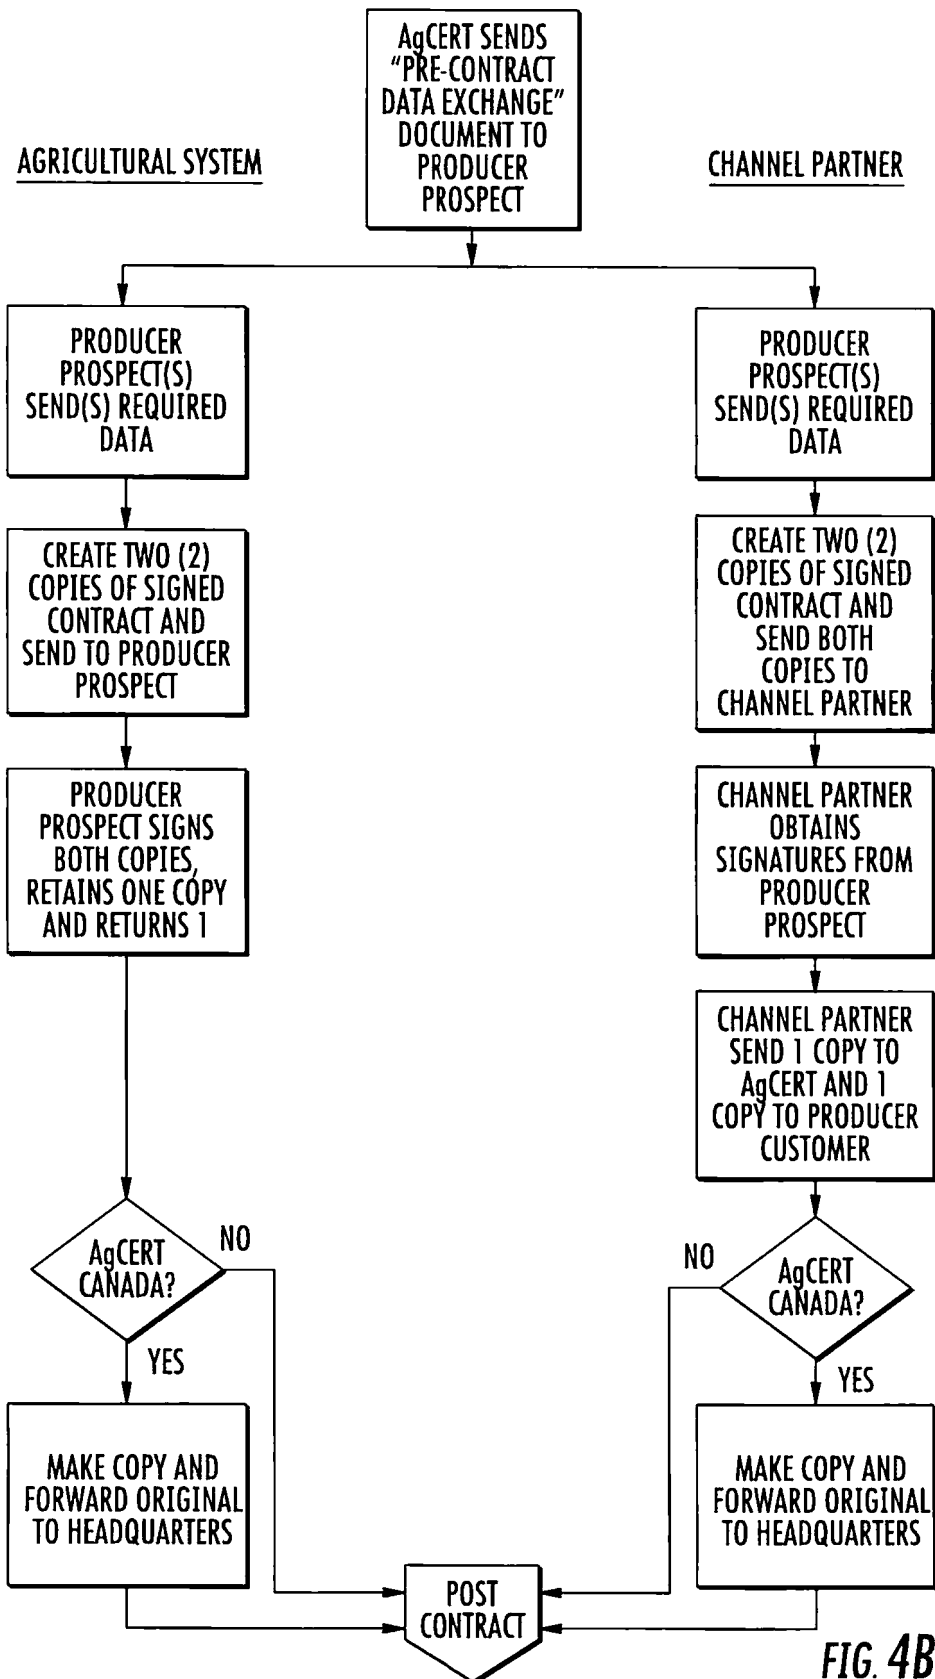 AgCERT SENDS
“PRE-CONTRACT
DATA EXCHANGE”
DOCUMENT TO
PRODUCER
PROSPECT
AGRICULTURAL SYSTEM
CHANNEL PARTNER
PRODUCER
PROSPECT(S)
SEND(S) REQUIRED
DATA
CREATE TWO (2)
COPIES OF SIGNED
CONTRACT AND
SEND TO PRODUCER
PROSPECT
PRODUCER
PROSPECT SIGNS
BOTH COPIES,
RETAINS ONE COPY
AND RETURNS 1
AgCERT
CANADA?
NO
YES
MAKE COPY AND
FORWARD ORIGINAL
TO HEADQUARTERS
PRODUCER
PROSPECT(S)
SEND(S) REQUIRED
DATA
CREATE TWO (2)
COPIES OF SIGNED
CONTRACT AND
SEND BOTH
COPIES TO
CHANNEL PARTNER
CHANNEL PARTNER
OBTAINS
SIGNATURES FROM
PRODUCER
PROSPECT
CHANNEL PARTNER
SEND 1 COPY TO
AgCERT AND 1
COPY TO PRODUCER
CUSTOMER
NO
AgCERT
CANADA?
YES
MAKE COPY AND
FORWARD ORIGINAL
TO HEADQUARTERS
POST
CONTRACT
FIG. 4B